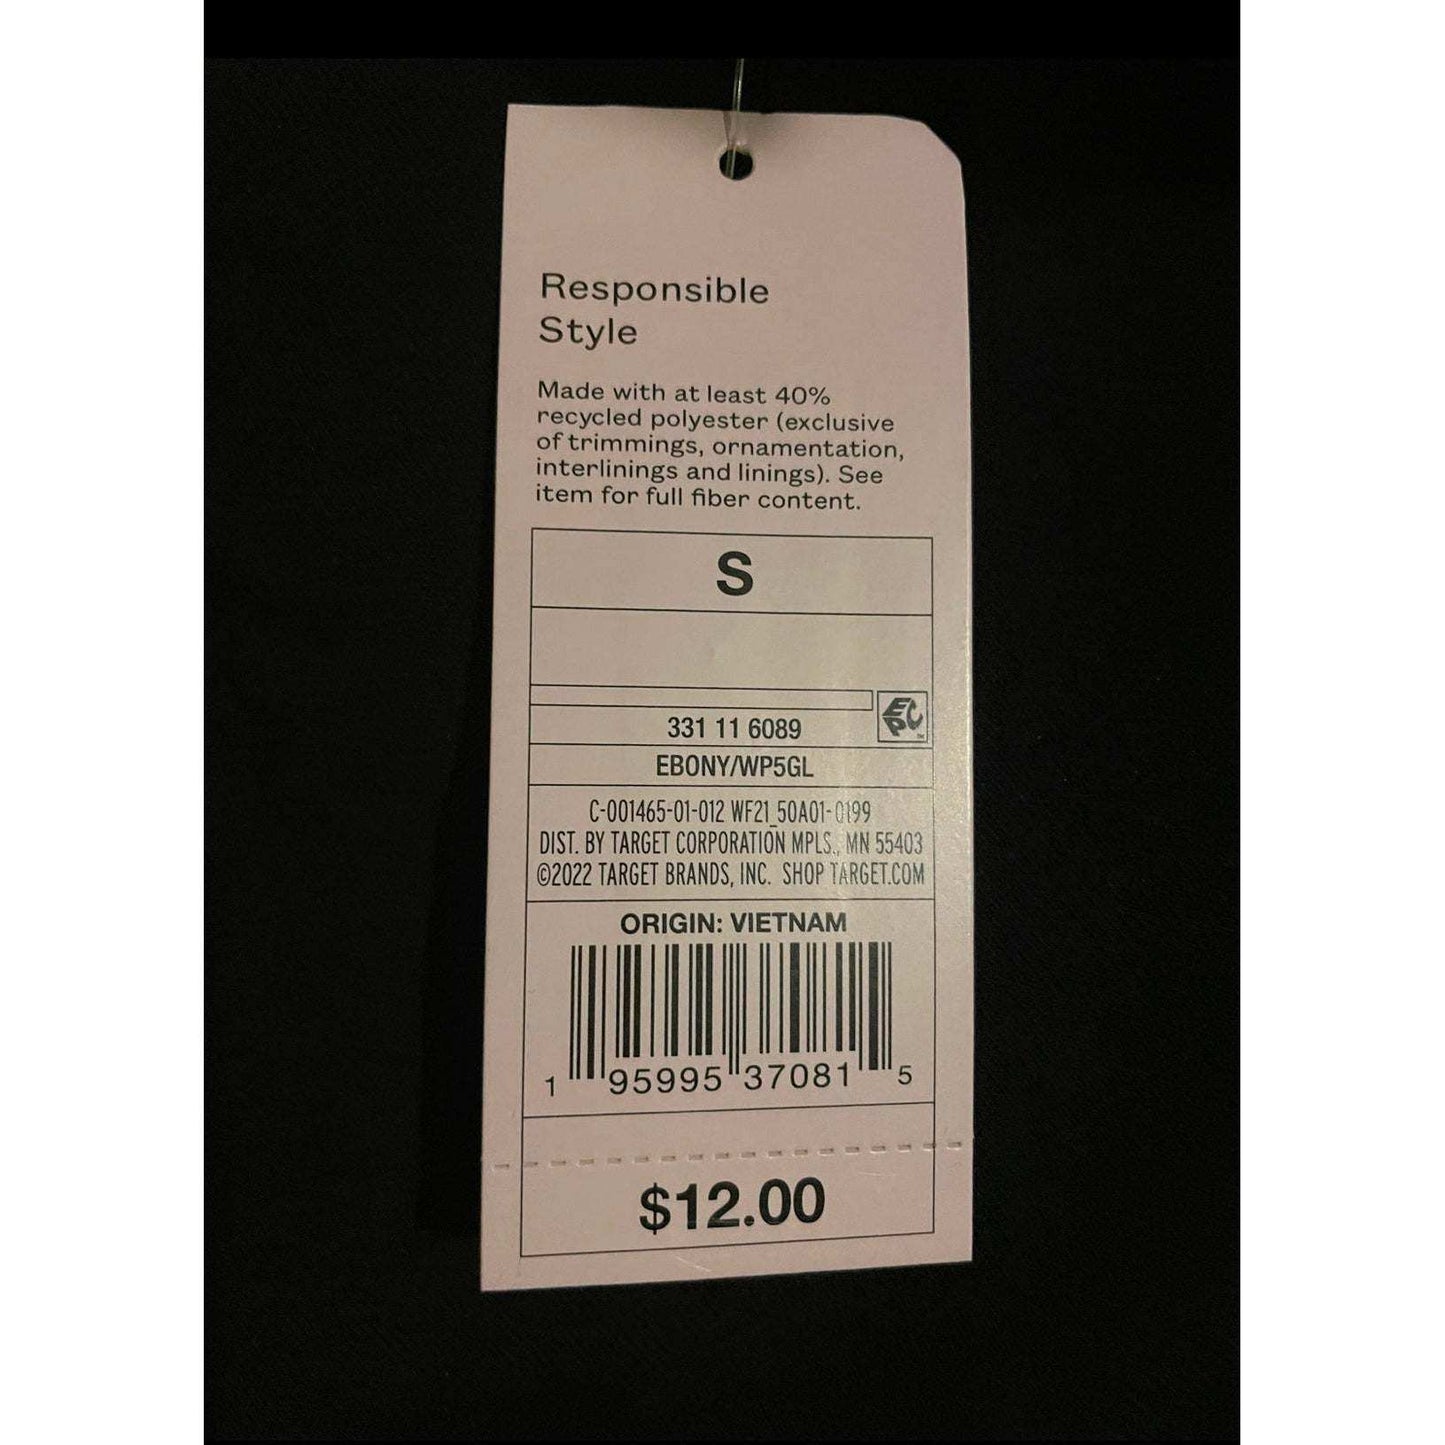 Responsible
Style
Made with at least 40%
recycled polyester (exclusive
of trimmings, ornamentation,
interlinings and linings). See
item for full fiber content.
S
EPC
331 11 6089
EBONY/WP5GL
C-001465-01-012 WF21_50A01-0199
DIST. BY TARGET CORPORATION MPLS., MN 55403
©2022 TARGET BRANDS, INC. SHOP TARGET.COM
ORIGIN: VIETNAM
1 95995 37081 5
$12.00